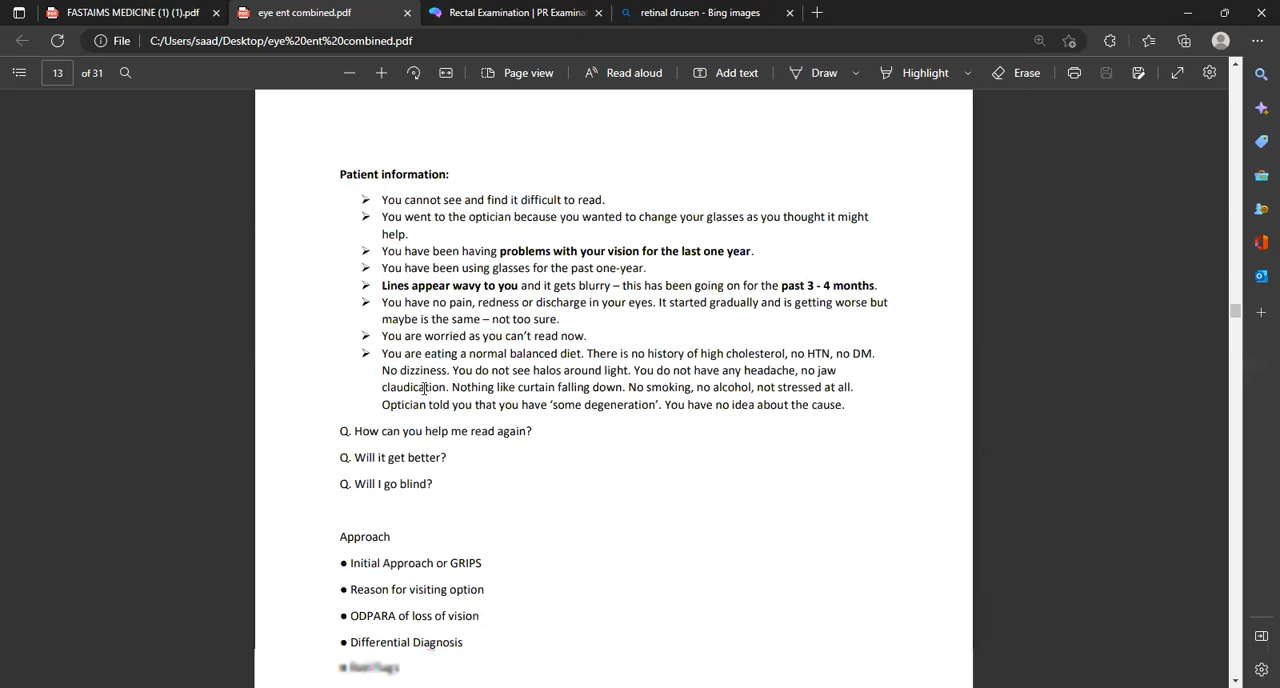 FASTAIMS MEDICINE (1) (1).pdf
eye ent combined.pdf
Rectal Examination | PR Examinat
retinal drusen - Bing images
File C:/Users/saad/Desktop/eye%20ent%20combined.pdf
13 of 31 Page view Read aloud Add text Draw Highlight Erase
Patient information:
➢ You cannot see and find it difficult to read.
➢ You went to the optician because you wanted to change your glasses as you thought it might
help.
➢ You have been having problems with your vision for the last one year.
➢ You have been using glasses for the past one-year.
➢ Lines appear wavy to you and it gets blurry – this has been going on for the past 3 - 4 months.
➢ You have no pain, redness or discharge in your eyes. It started gradually and is getting worse but
maybe is the same – not too sure.
➢ You are worried as you can’t read now.
➢ You are eating a normal balanced diet. There is no history of high cholesterol, no HTN, no DM.
No dizziness. You do not see halos around light. You do not have any headache, no jaw
claudication. Nothing like curtain falling down. No smoking, no alcohol, not stressed at all.
Optician told you that you have ‘some degeneration’. You have no idea about the cause.
Q. How can you help me read again?
Q. Will it get better?
Q. Will I go blind?
Approach
● Initial Approach or GRIPS
● Reason for visiting option
● ODPARA of loss of vision
● Differential Diagnosis